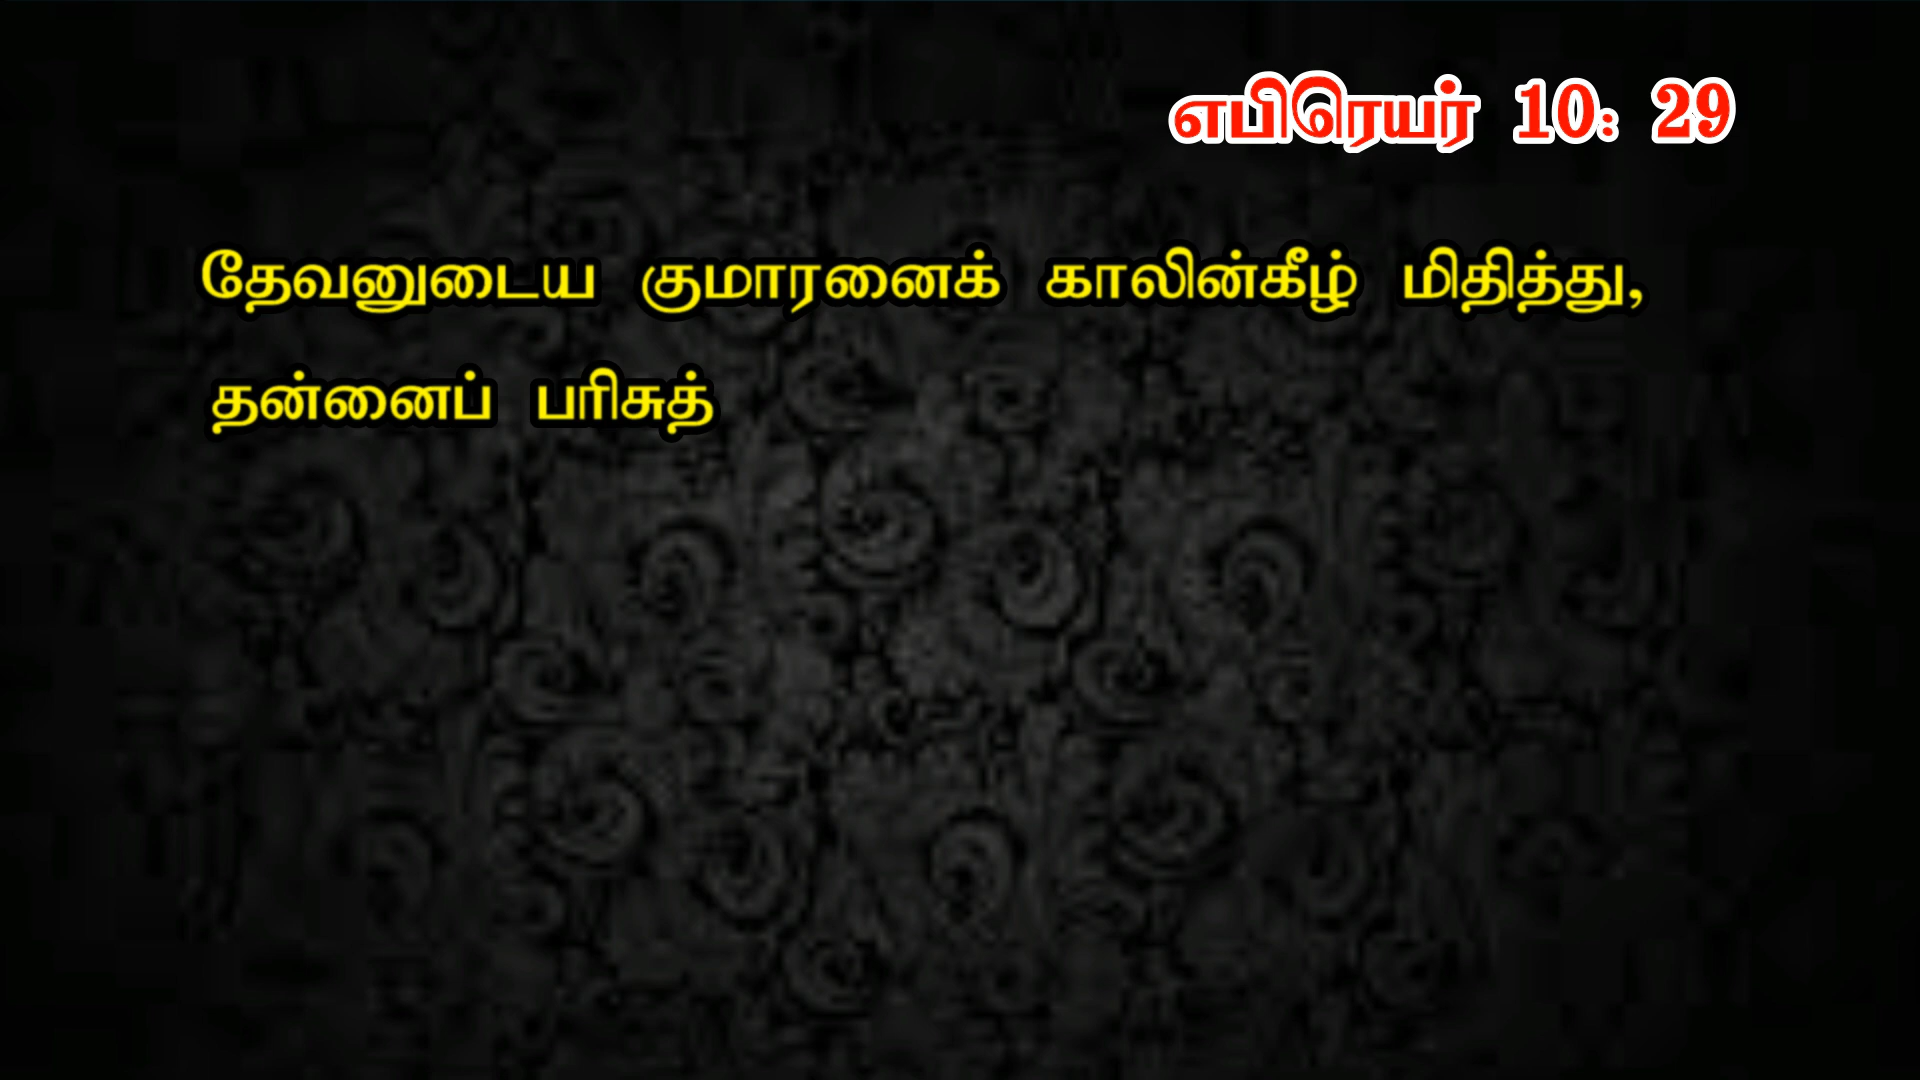 எபிரெயர் 10: 29
தேவனுடைய குமாரனைக் காலின்கீழ் மிதித்து,
தன்னைப் பரிசுத்